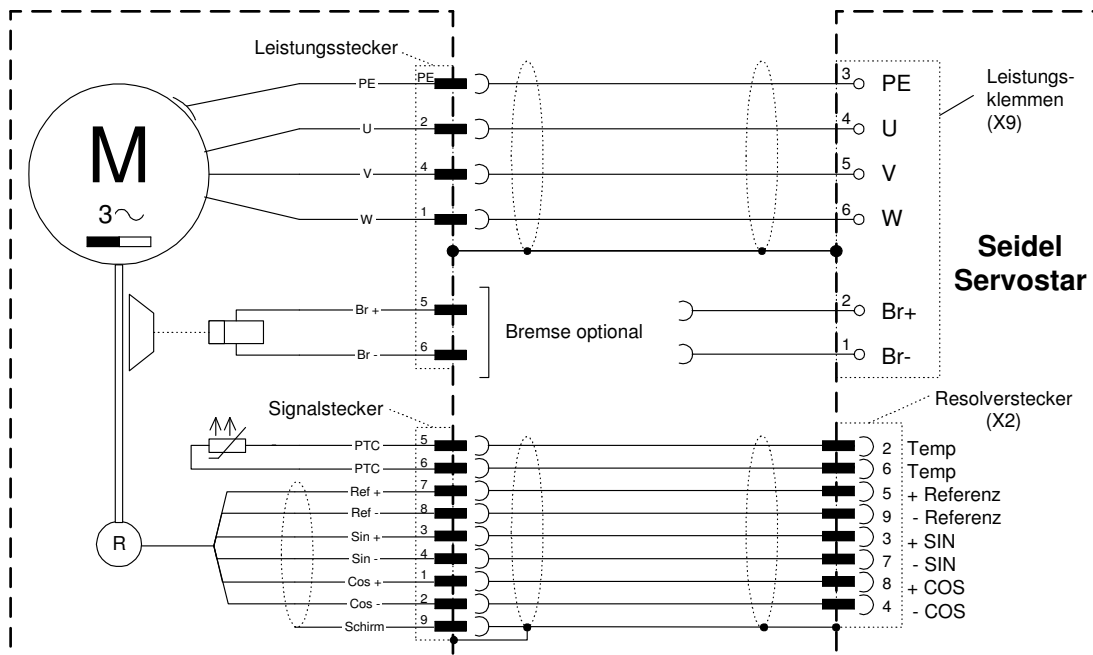 Leistungsstecker
PE PE 3 PE
Leistungs-
klemmen
(X9)
M
3
U 2 4 U
V 4 5 V
W 1 6 W
Seidel
Servostar
Br + 5 2 Br+
Bremse optional
Br - 6 1 Br-
Signalstecker
Resolverstecker
(X2)
PTC 5 2 Temp
PTC 6 6 Temp
Ref + 7 5 + Referenz
Ref - 8 9 - Referenz
R
Sin + 3 3 + SIN
Sin - 4 7 - SIN
Cos + 1 8 + COS
Cos - 2 4 - COS
Schirm 9